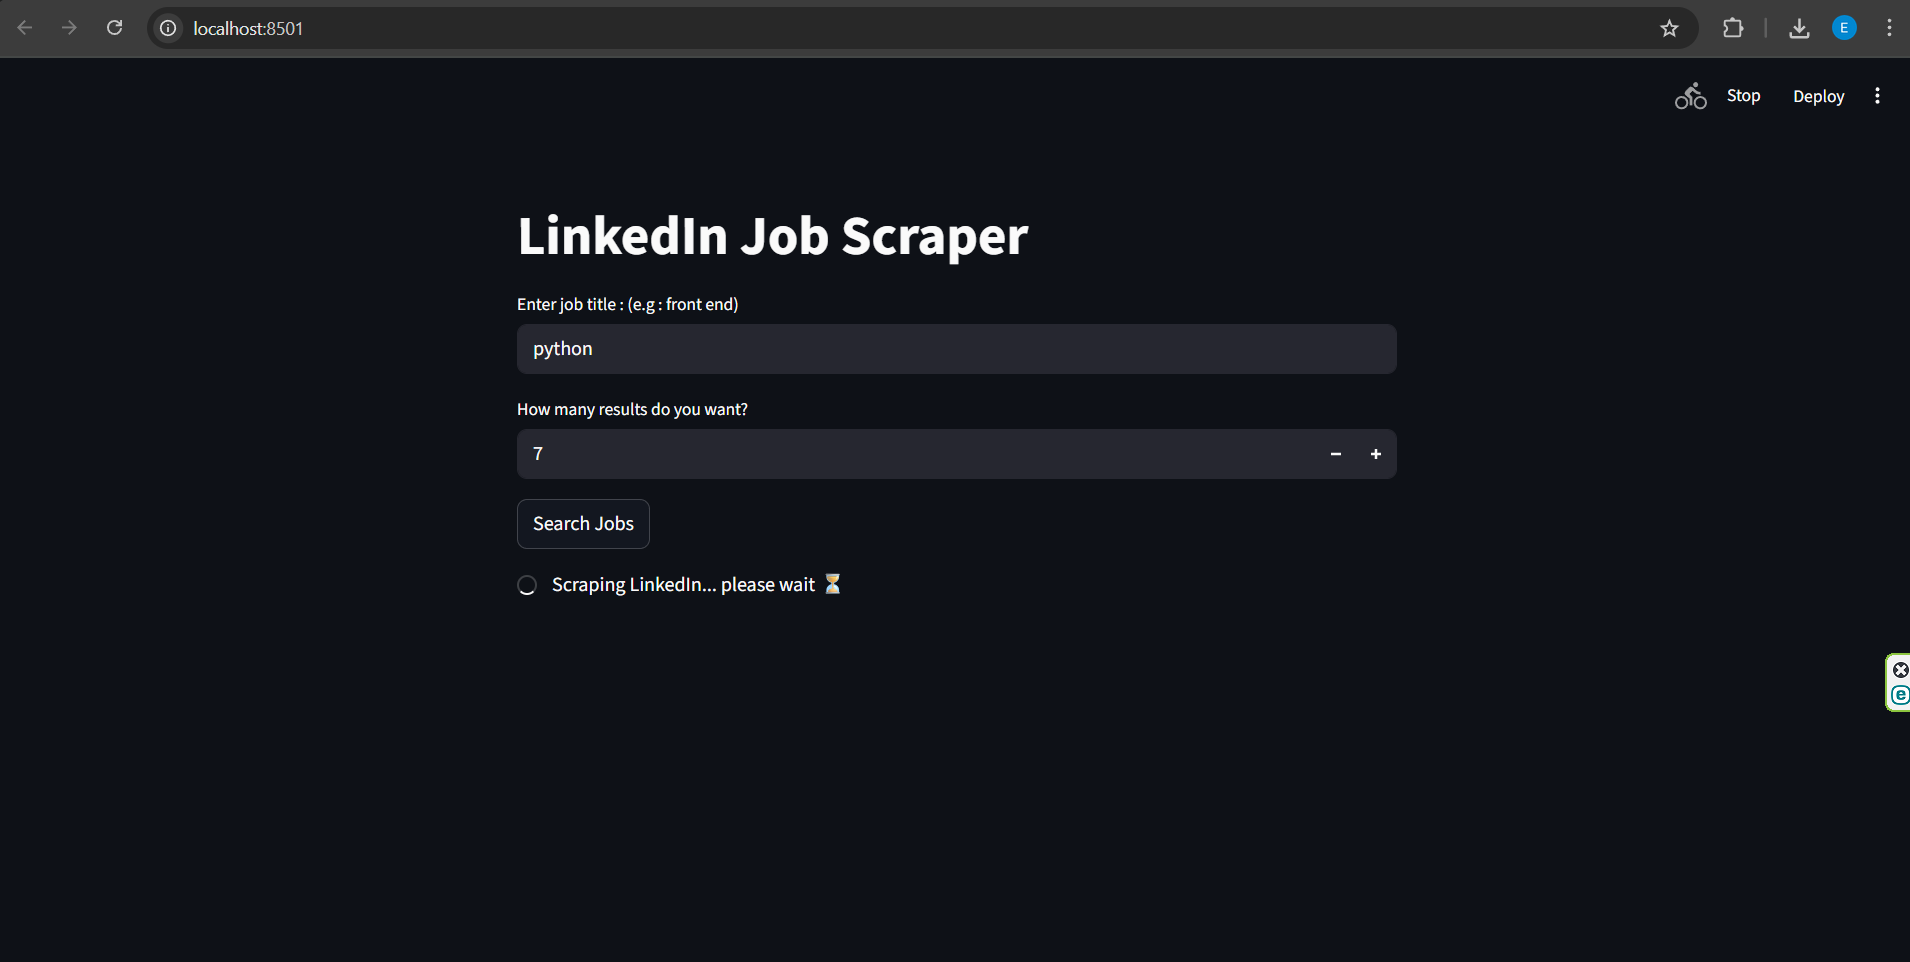 localhost:8501
E
Stop
Deploy
LinkedIn Job Scraper
Enter job title : (e.g : front end)
python
How many results do you want?
7
Search Jobs
Scraping LinkedIn... please wait ⏳
e